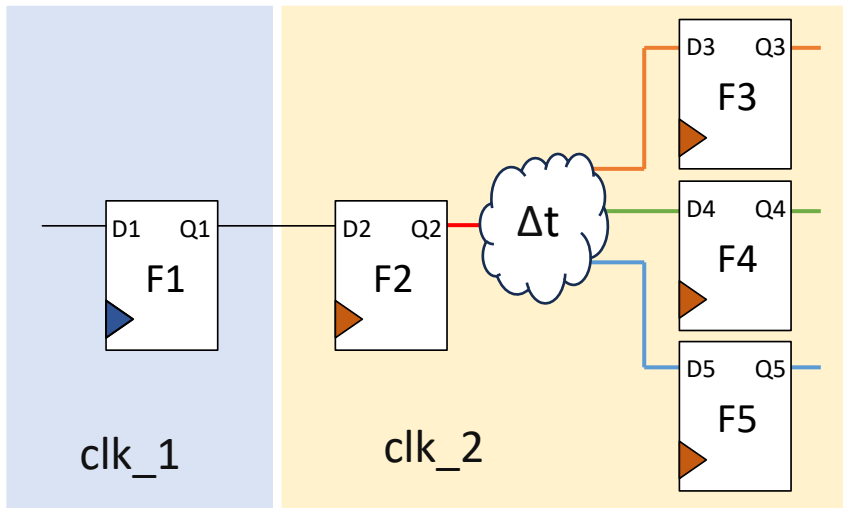 D3 Q3
F3
D1 Q1
F1
D2 Q2
F2
Δt
D4 Q4
F4
D5 Q5
F5
clk_1
clk_2